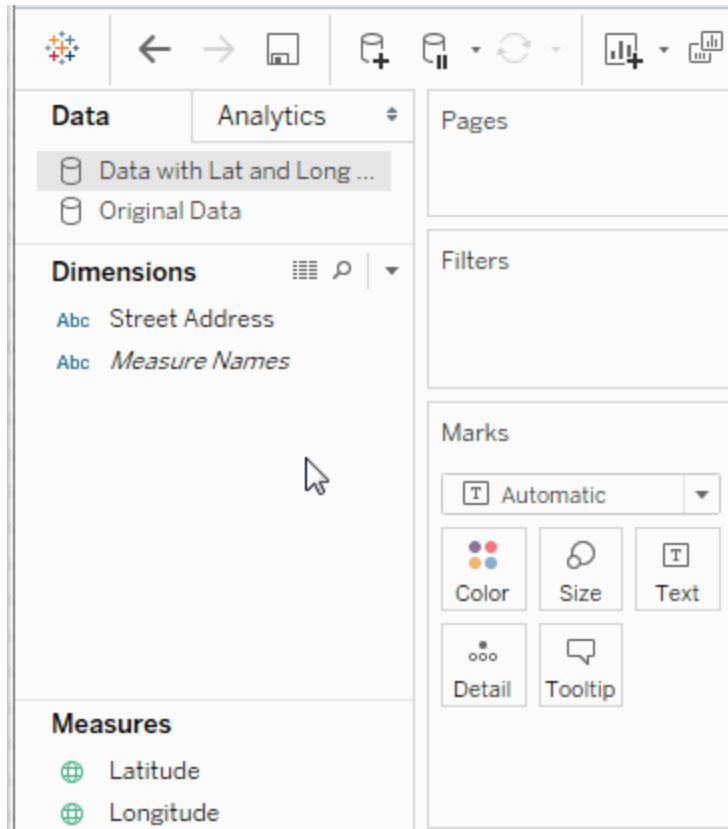 Data
Analytics
Data with Lat and Long ...
Original Data
Dimensions
Abc Street Address
Abc Measure Names
Measures
Latitude
Longitude
Pages
Filters
Marks
T Automatic
Color
Size
T
Text
Detail
Tooltip